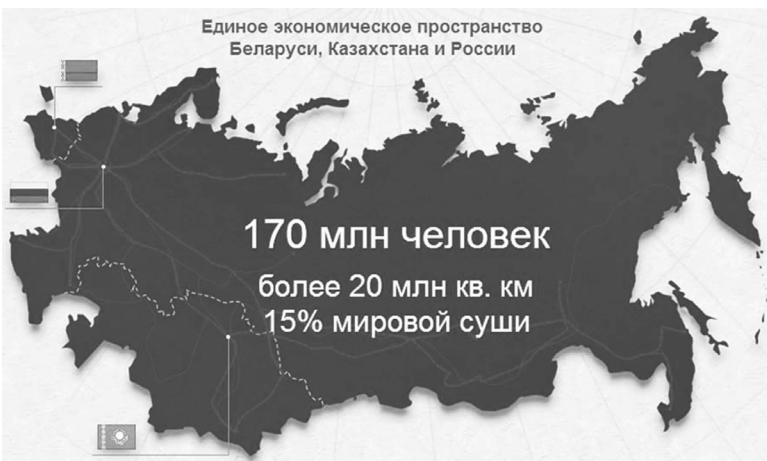 Единое экономическое пространство
Беларуси, Казахстана и России
170 млн человек
более 20 млн кв. км
15% мировой суши